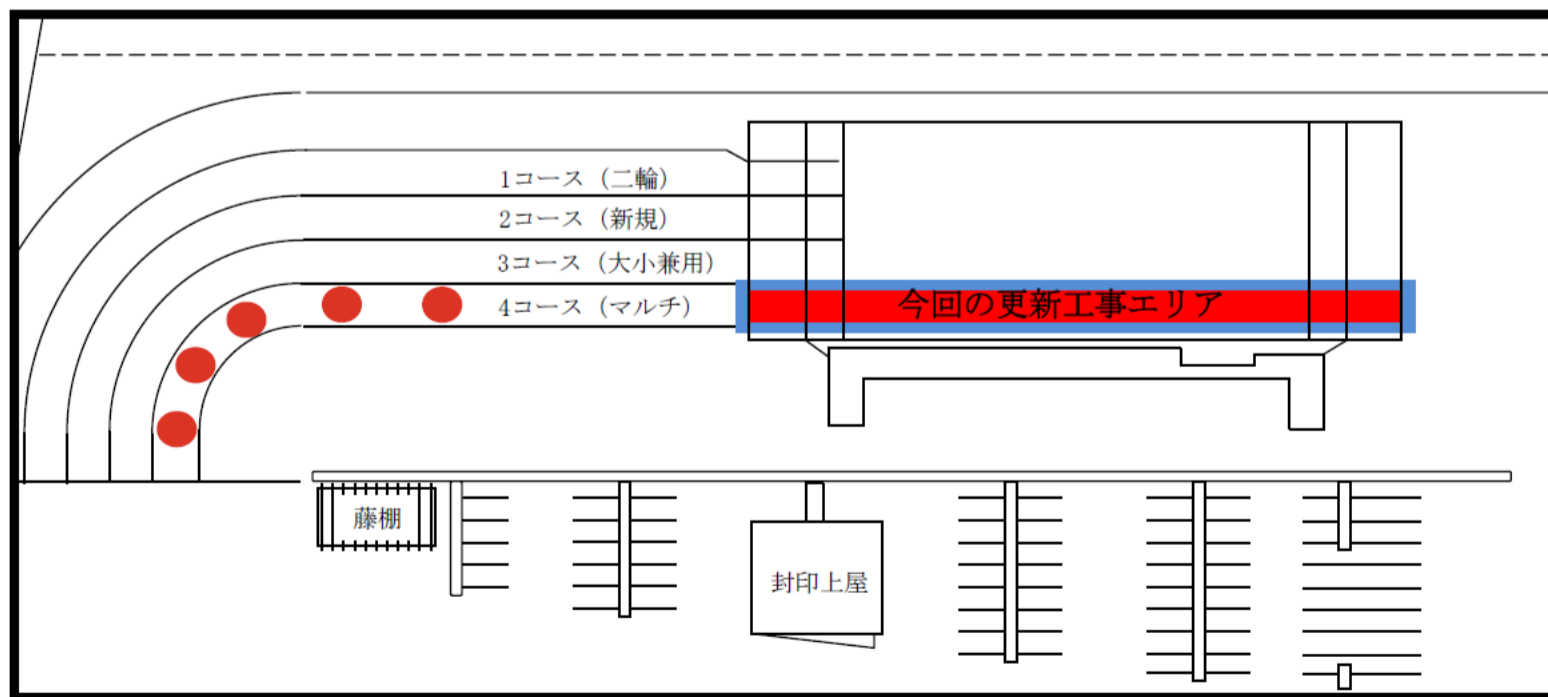 1コース（二輪）
2コース（新規）
3コース（大小兼用）
4コース（マルチ）
今回の更新工事エリア
藤棚
封印上屋